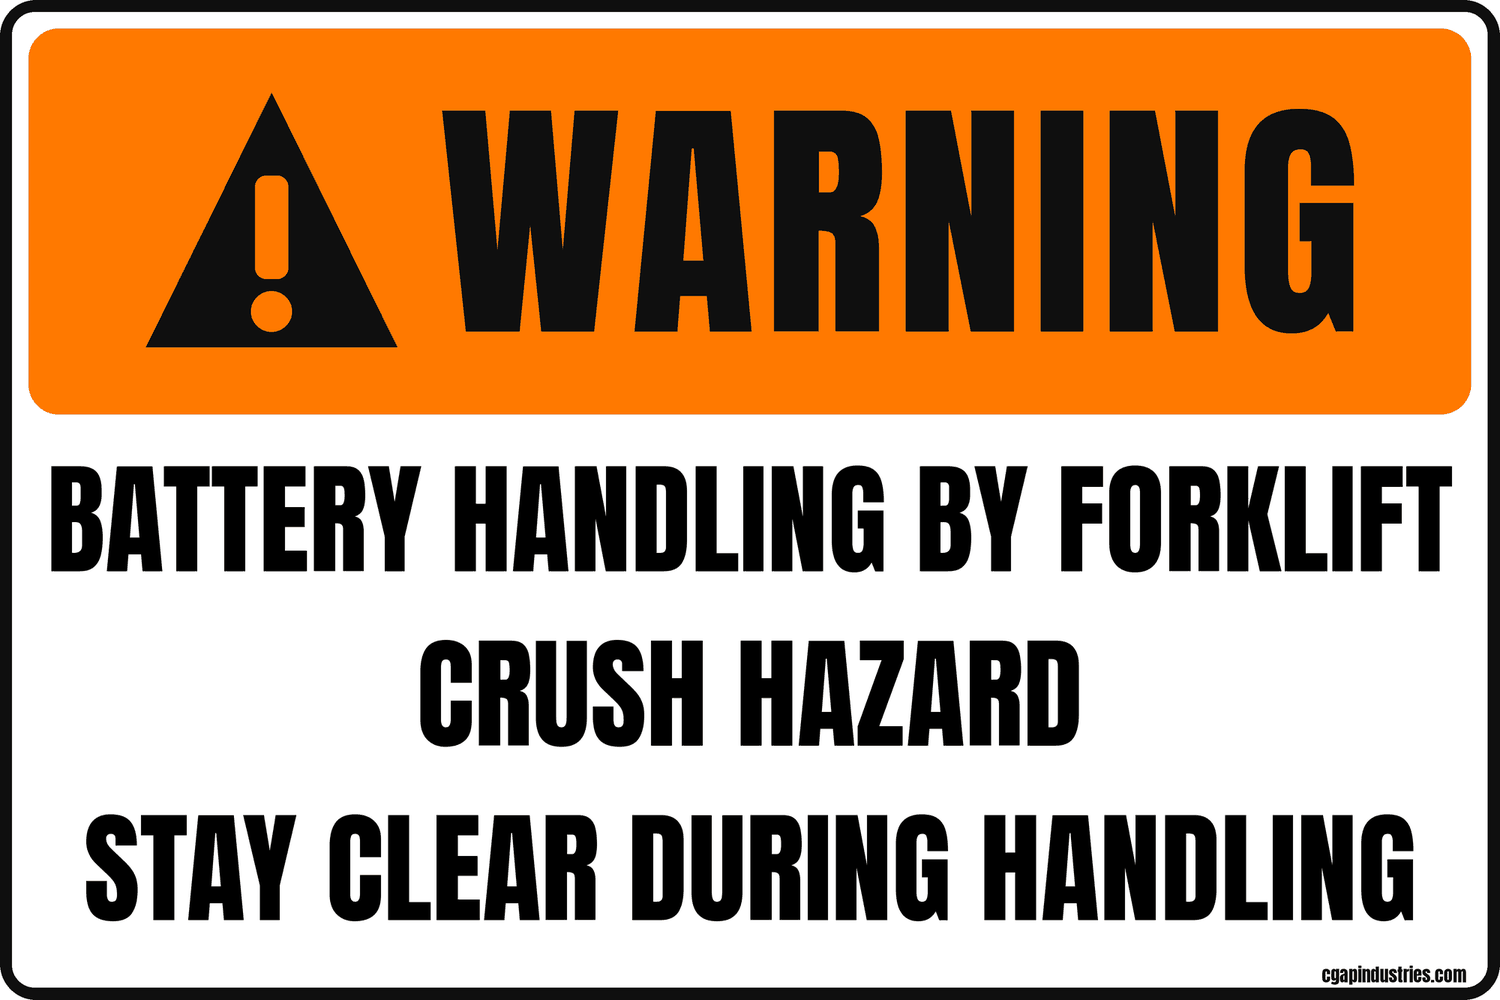 WARNING
BATTERY HANDLING BY FORKLIFT
CRUSH HAZARD
STAY CLEAR DURING HANDLING
cgapindustries.com